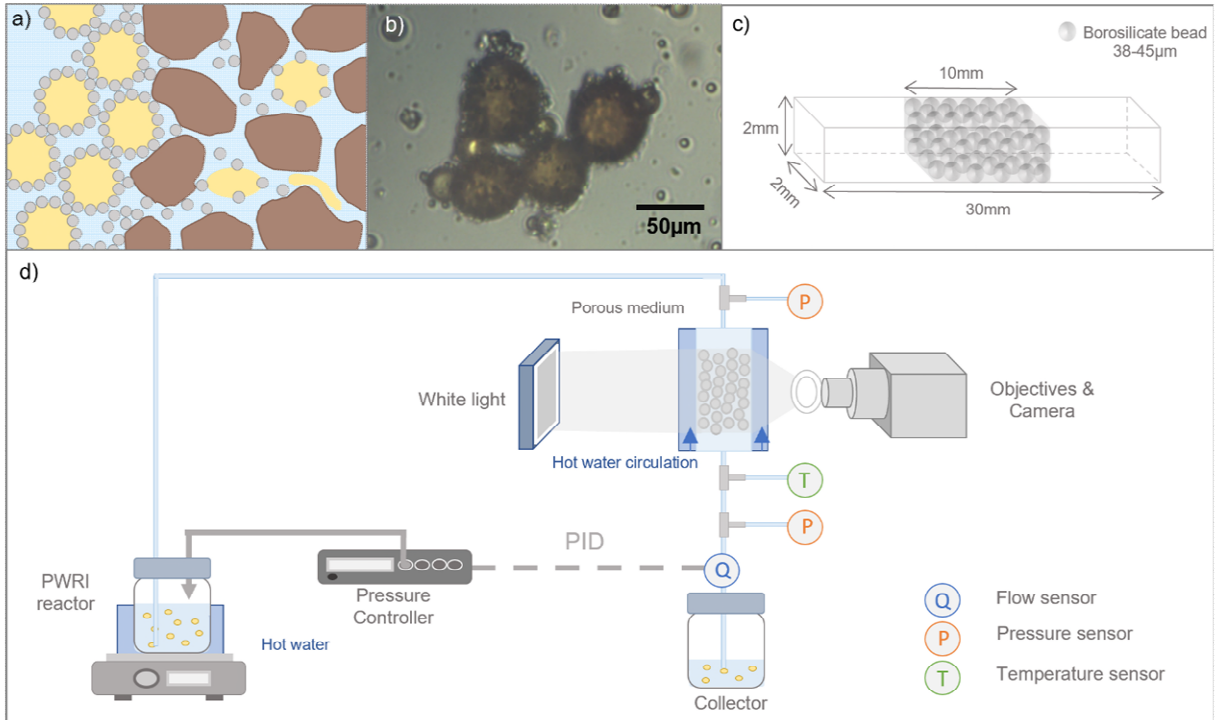 a)
b)
50µm
c)
Borosilicate bead
38-45µm
10mm
2mm
2mm
30mm
d)
P
Porous medium
White light
Objectives &
Camera
Hot water circulation
T
P
PID
Q
PWRI
reactor
Pressure
Controller
Hot water
Collector
Q Flow sensor
P Pressure sensor
T Temperature sensor